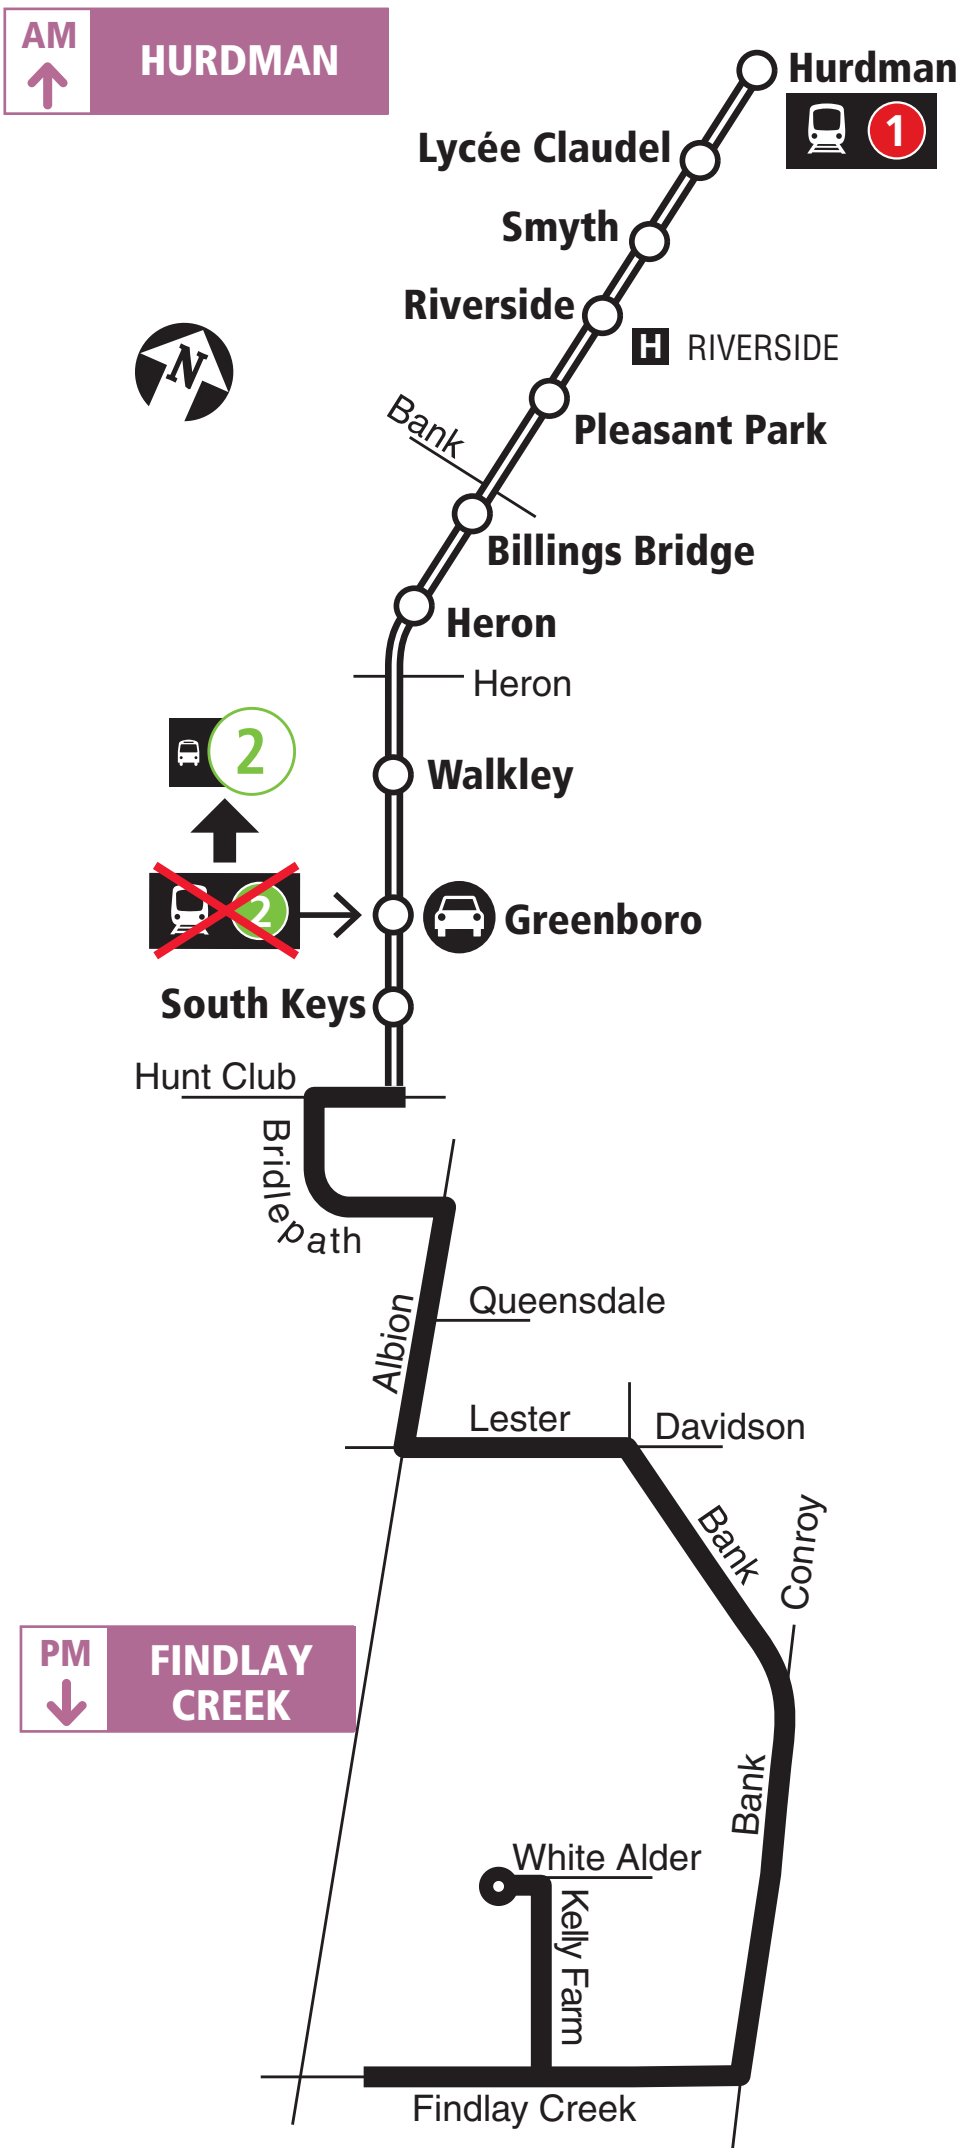 AM
HURDMAN
Hurdman
1
Lycée Claudel
Smyth
Riverside
H RIVERSIDE
N
Pleasant Park
Bank
Billings Bridge
Heron
Heron
2
Walkley
2
Greenboro
South Keys
Hunt Club
Bridlepath
Queensdale
Albion
Lester
Davidson
Bank
Conroy
PM
FINDLAY
CREEK
Bank
White Alder
Kelly Farm
Findlay Creek